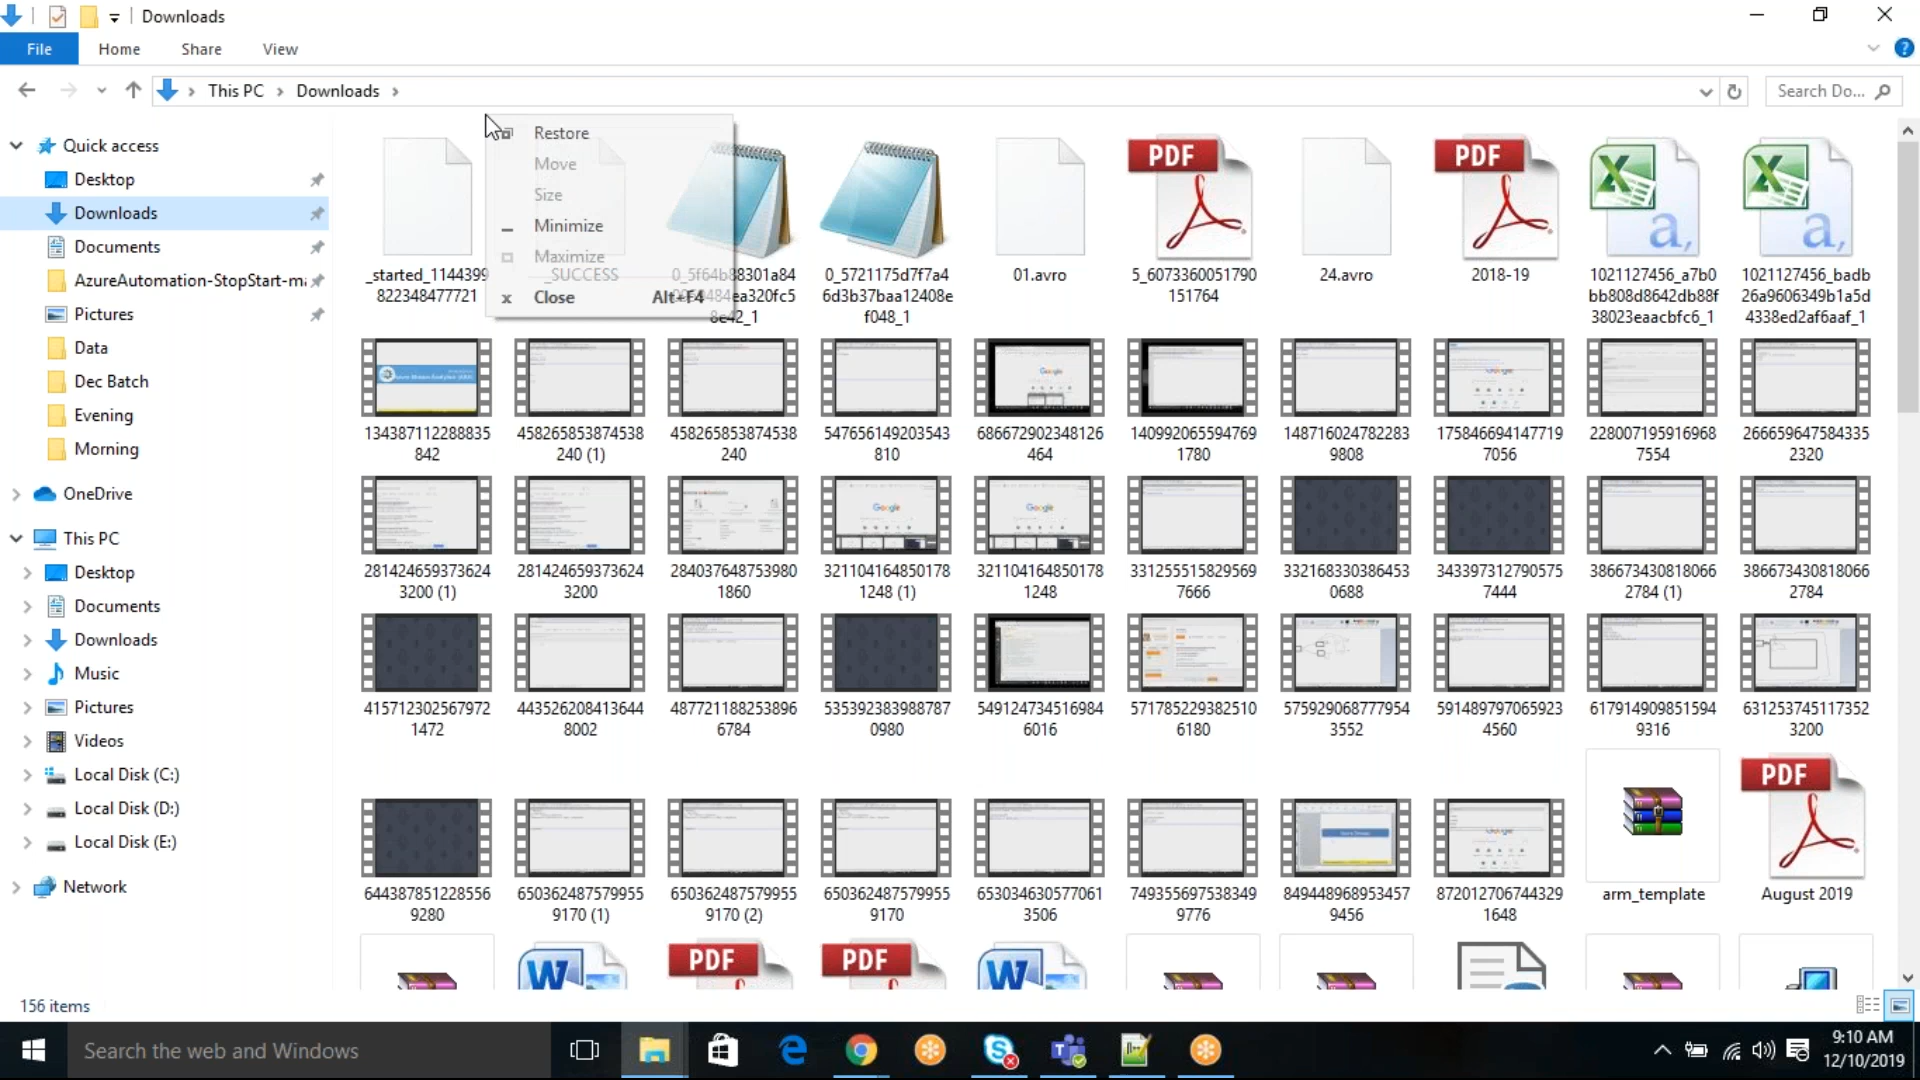 Downloads
File Home Share View
This PC Downloads
Search Do...
Quick access
Desktop
Downloads
Documents
AzureAutomation-StopStart-ma
Pictures
Data
Dec Batch
Evening
Morning
OneDrive
This PC
Desktop
Documents
Downloads
Music
Pictures
Videos
Local Disk (C:)
Local Disk (D:)
Local Disk (E:)
Network
Restore
Move
Size
Minimize
Maximize
Close Alt+F4
_started_1144399
822348477721
_SUCCESS
0_5721175d7f7a4
6d3b37baa12408e
f048_1
01.avro
PDF
5_6073360051790
151764
24.avro
PDF
2018-19
1021127456_a7b0
bb808d8642db88f
38023eaacbfc6_1
1021127456_badb
26a9606349b1a5d
4338ed2af6aaf_1
134387112288835
842
458265853874538
240 (1)
458265853874538
240
547656149203543
810
686672902348126
464
140992065594769
1780
148716024782283
9808
175846694147719
7056
228007195916968
7554
266659647584335
2320
281424659373624
3200 (1)
281424659373624
3200
284037648753980
1860
321104164850178
1248 (1)
321104164850178
1248
331255515829569
7666
332168330386453
0688
343397312790575
7444
386673430818066
2784 (1)
386673430818066
2784
415712302567972
1472
443526208413644
8002
487721188253896
6784
535392383988787
0980
549124734516984
6016
571785229382510
6180
575929068777954
3552
591489797065923
4560
617914909851594
9316
631253745117352
3200
644387851228556
9280
650362487579955
9170 (1)
650362487579955
9170 (2)
650362487579955
9170
653034630577061
3506
749355697538349
9776
849448968953457
9456
872012706744329
1648
arm_template
PDF
August 2019
PDF
PDF
156 items
Search the web and Windows
9:10 AM
12/10/2019